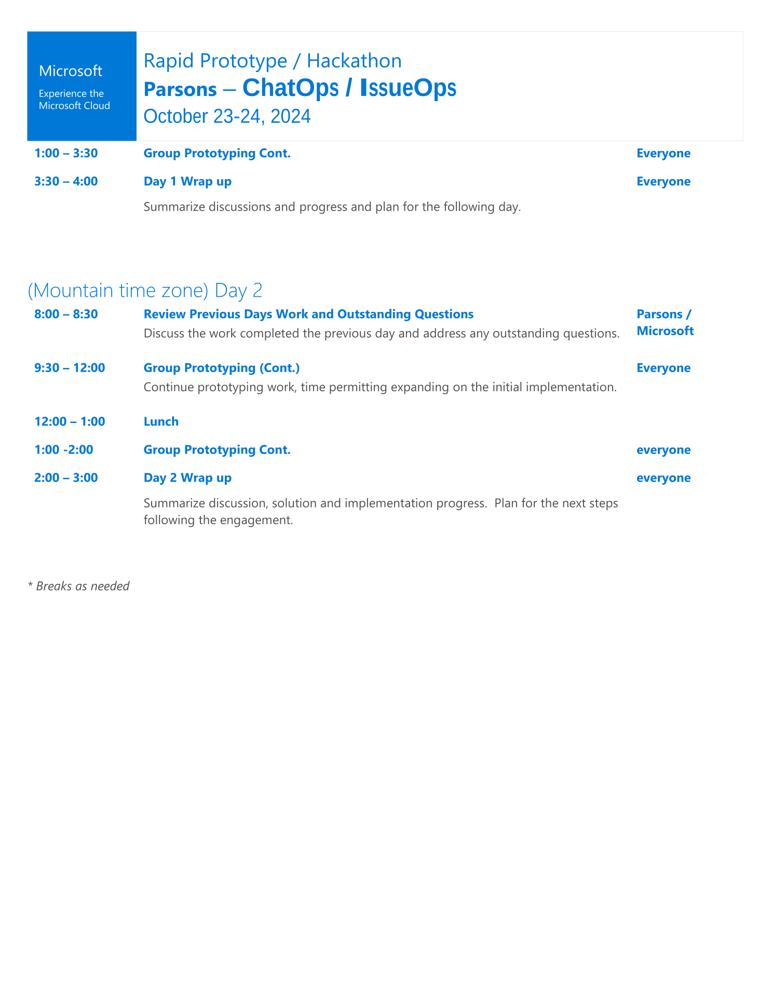 Microsoft
Experience the
Microsoft Cloud
Rapid Prototype / Hackathon
Parsons – ChatOps / IssueOps
October 23-24, 2024
1:00 – 3:30 Group Prototyping Cont. Everyone
3:30 – 4:00 Day 1 Wrap up Everyone
Summarize discussions and progress and plan for the following day.
(Mountain time zone) Day 2
8:00 – 8:30 Review Previous Days Work and Outstanding Questions Parsons /
Discuss the work completed the previous day and address any outstanding questions. Microsoft
9:30 – 12:00 Group Prototyping (Cont.) Everyone
Continue prototyping work, time permitting expanding on the initial implementation.
12:00 – 1:00 Lunch
1:00 -2:00 Group Prototyping Cont. everyone
2:00 – 3:00 Day 2 Wrap up everyone
Summarize discussion, solution and implementation progress.  Plan for the next steps
following the engagement.
* Breaks as needed